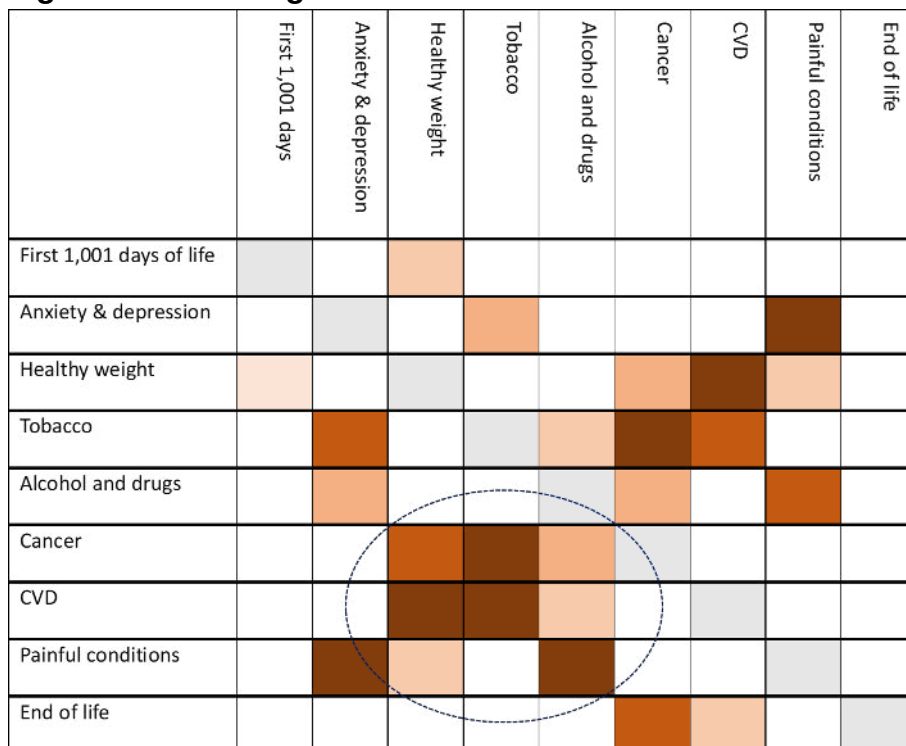 First 1,001 days
Anxiety & depression
Healthy weight
Tobacco
Alcohol and drugs
Cancer
CVD
Painful conditions
End of life
First 1,001 days of life
Anxiety & depression
Healthy weight
Tobacco
Alcohol and drugs
Cancer
CVD
Painful conditions
End of life